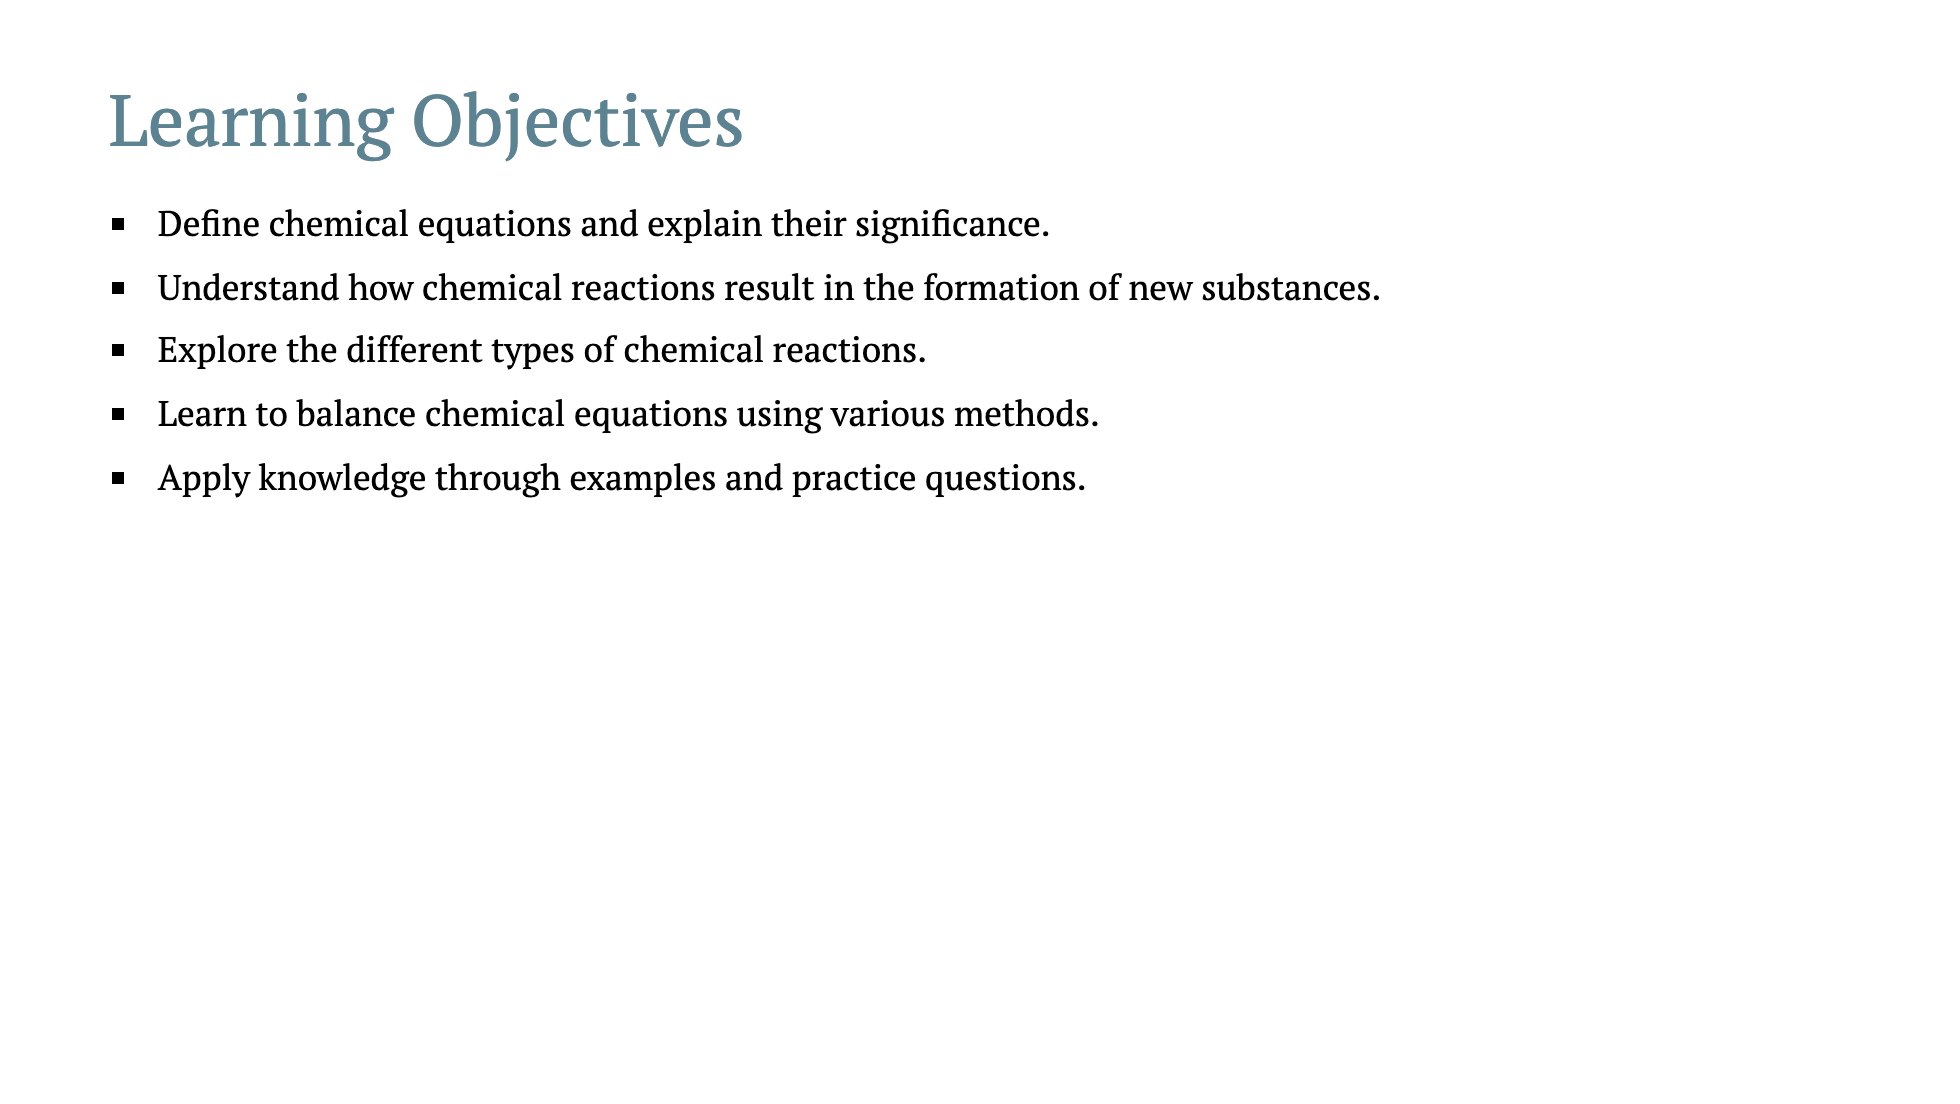 Learning Objectives
▪ Define chemical equations and explain their significance.
▪ Understand how chemical reactions result in the formation of new substances.
▪ Explore the different types of chemical reactions.
▪ Learn to balance chemical equations using various methods.
▪ Apply knowledge through examples and practice questions.